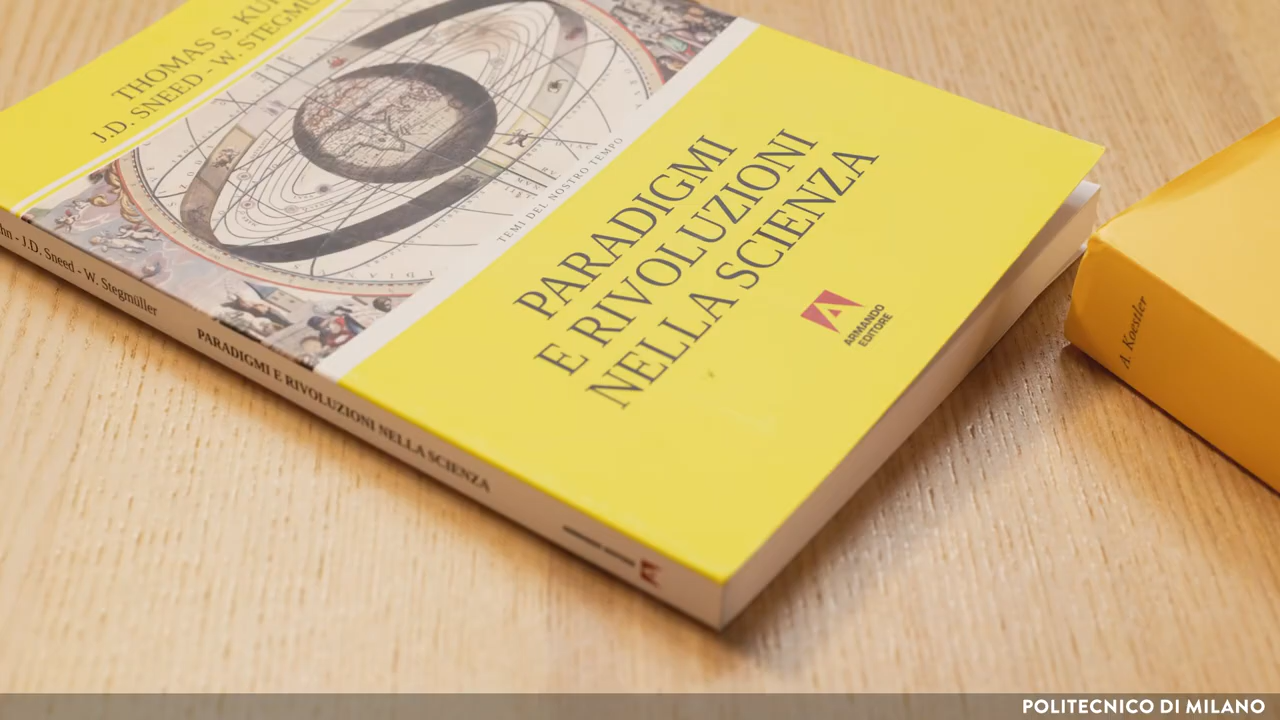 THOMAS S. KU
J.D. SNEED - W. STEGMU
TEMI DEL NOSTRO TEMPO
PARADIGMI
E RIVOLUZIONI
NELLA SCIENZA
ARMANDO
EDITORE
hn - J.D. Sneed - W. Stegmüller
PARADIGMI E RIVOLUZIONI NELLA SCIENZA
A. Koestler
POLITECNICO DI MILANO